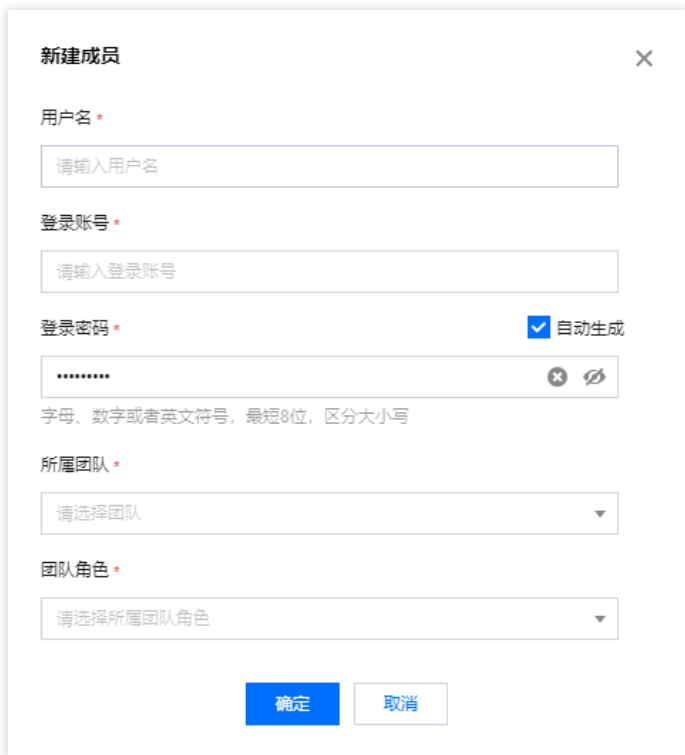 新建成员
用户名 *
请输入用户名
登录账号 *
请输入登录账号
登录密码 *
自动生成
•••••••••
字母、数字或者英文符号，最短8位，区分大小写
所属团队 *
请选择团队
团队角色 *
请选择所属团队角色
确定
取消